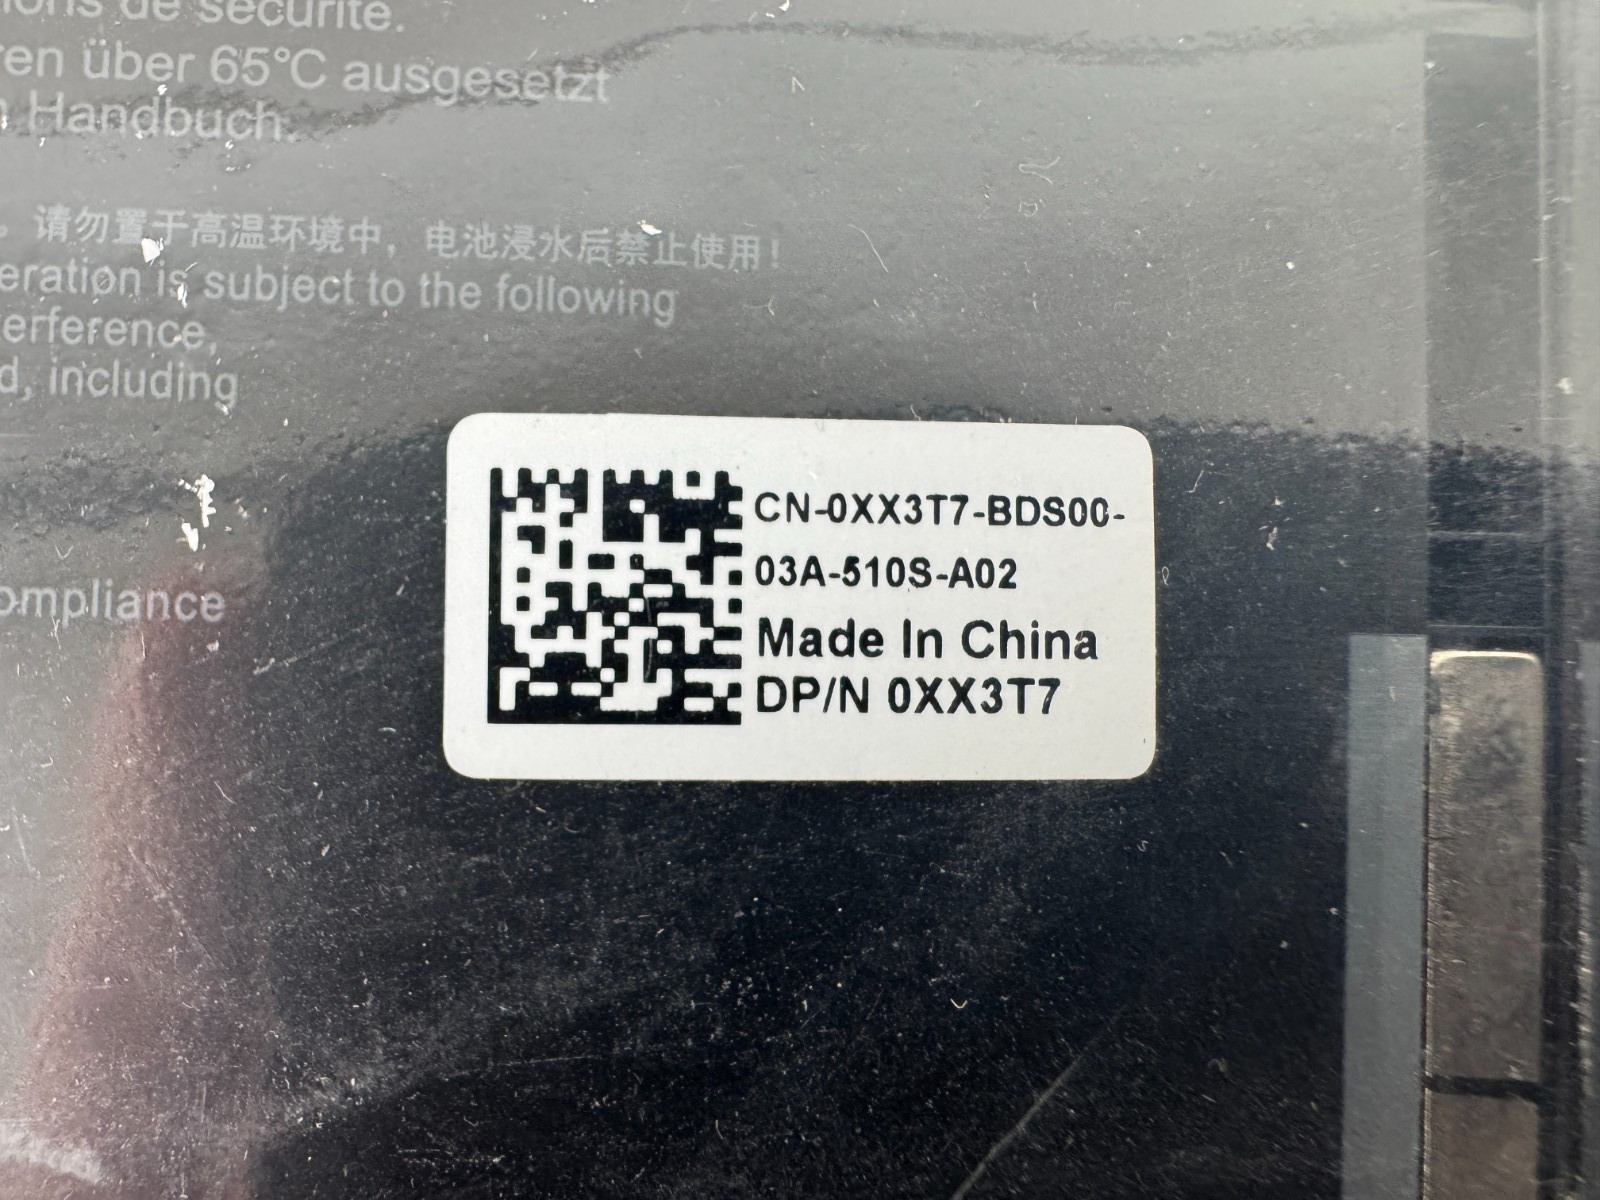 ons de sécurité.
ren über 65°C ausgesetzt
Handbuch.
。请勿置于高温环境中，电池浸水后禁止使用！
eration is subject to the following
erference,
d, including
ompliance
CN-0XX3T7-BDS00-
03A-510S-A02
Made In China
DP/N 0XX3T7